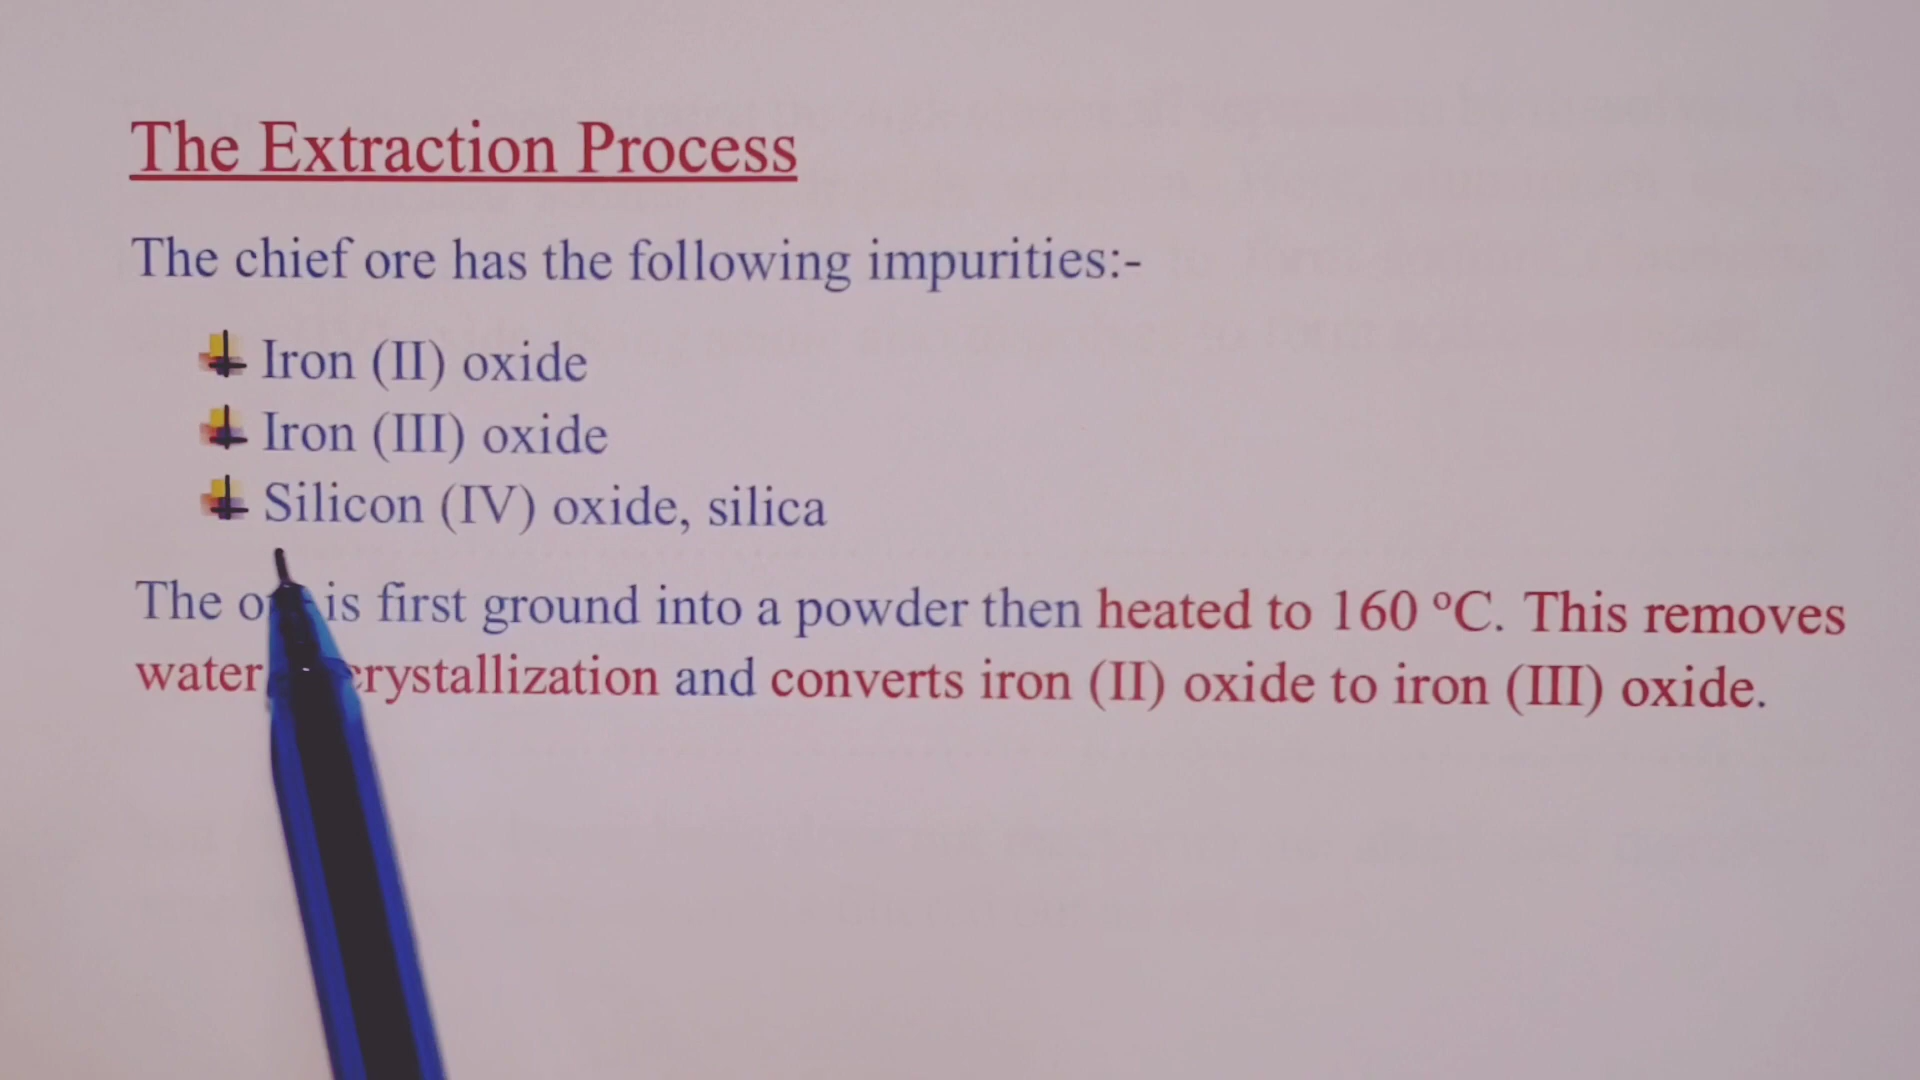 The Extraction Process
The chief ore has the following impurities:-
Iron (II) oxide
Iron (III) oxide
Silicon (IV) oxide, silica
The is first ground into a powder then heated to 160 °C. This removes
water crystallization and converts iron (II) oxide to iron (III) oxide.